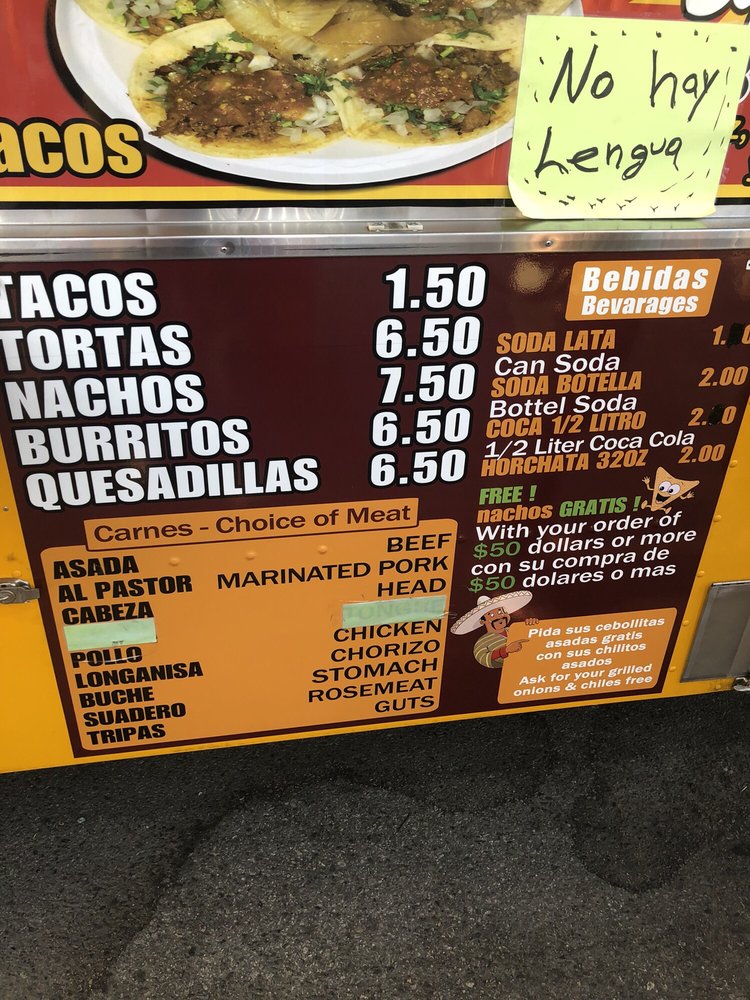 No hay
Lengua
acos
TACOS 1.50
TORTAS 6.50
NACHOS 7.50
BURRITOS 6.50
QUESADILLAS 6.50
Carnes - Choice of Meat
ASADA BEEF
AL PASTOR MARINATED PORK
CABEZA HEAD
TONGUE
POLLO CHICKEN
LONGANISA CHORIZO
BUCHE STOMACH
SUADERO ROSEMEAT
TRIPAS GUTS
Bebidas
Bevarages
SODA LATA
Can Soda
SODA BOTELLA 2.00
Bottel Soda
COCA 1/2 LITRO
1/2 Liter Coca Cola
HORCHATA 32OZ 2.00
FREE !
nachos GRATIS !
With your order of
$50 dollars or more
con su compra de
$50 dolares o mas
Pida sus cebollitas
asadas gratis
con sus chilitos
asados
Ask for your grilled
onions & chiles free